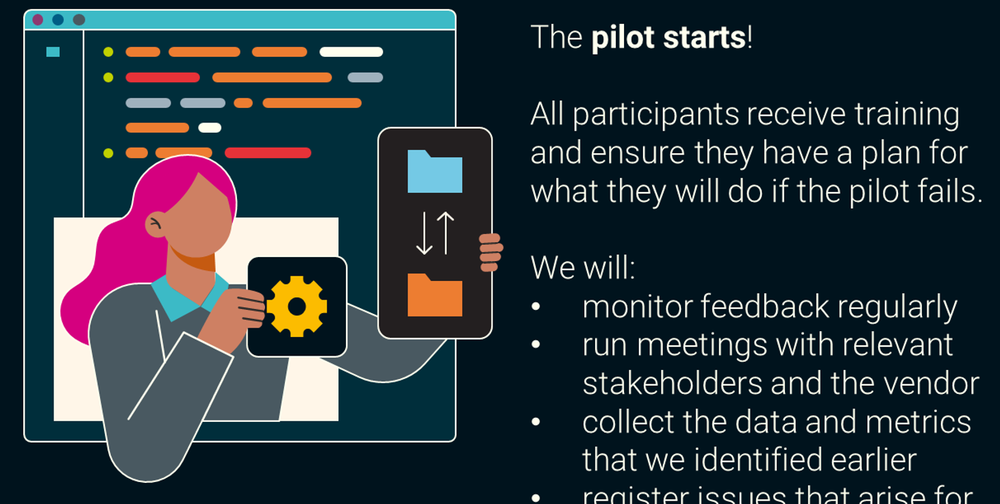 The pilot starts!
All participants receive training
and ensure they have a plan for
what they will do if the pilot fails.
We will:
• monitor feedback regularly
• run meetings with relevant
stakeholders and the vendor
• collect the data and metrics
that we identified earlier
• register issues that arise for